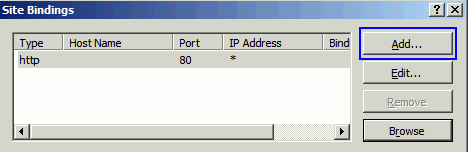 Site Bindings
Type Host Name Port IP Address Bind
http 80 *
Add...
Edit...
Remove
Browse